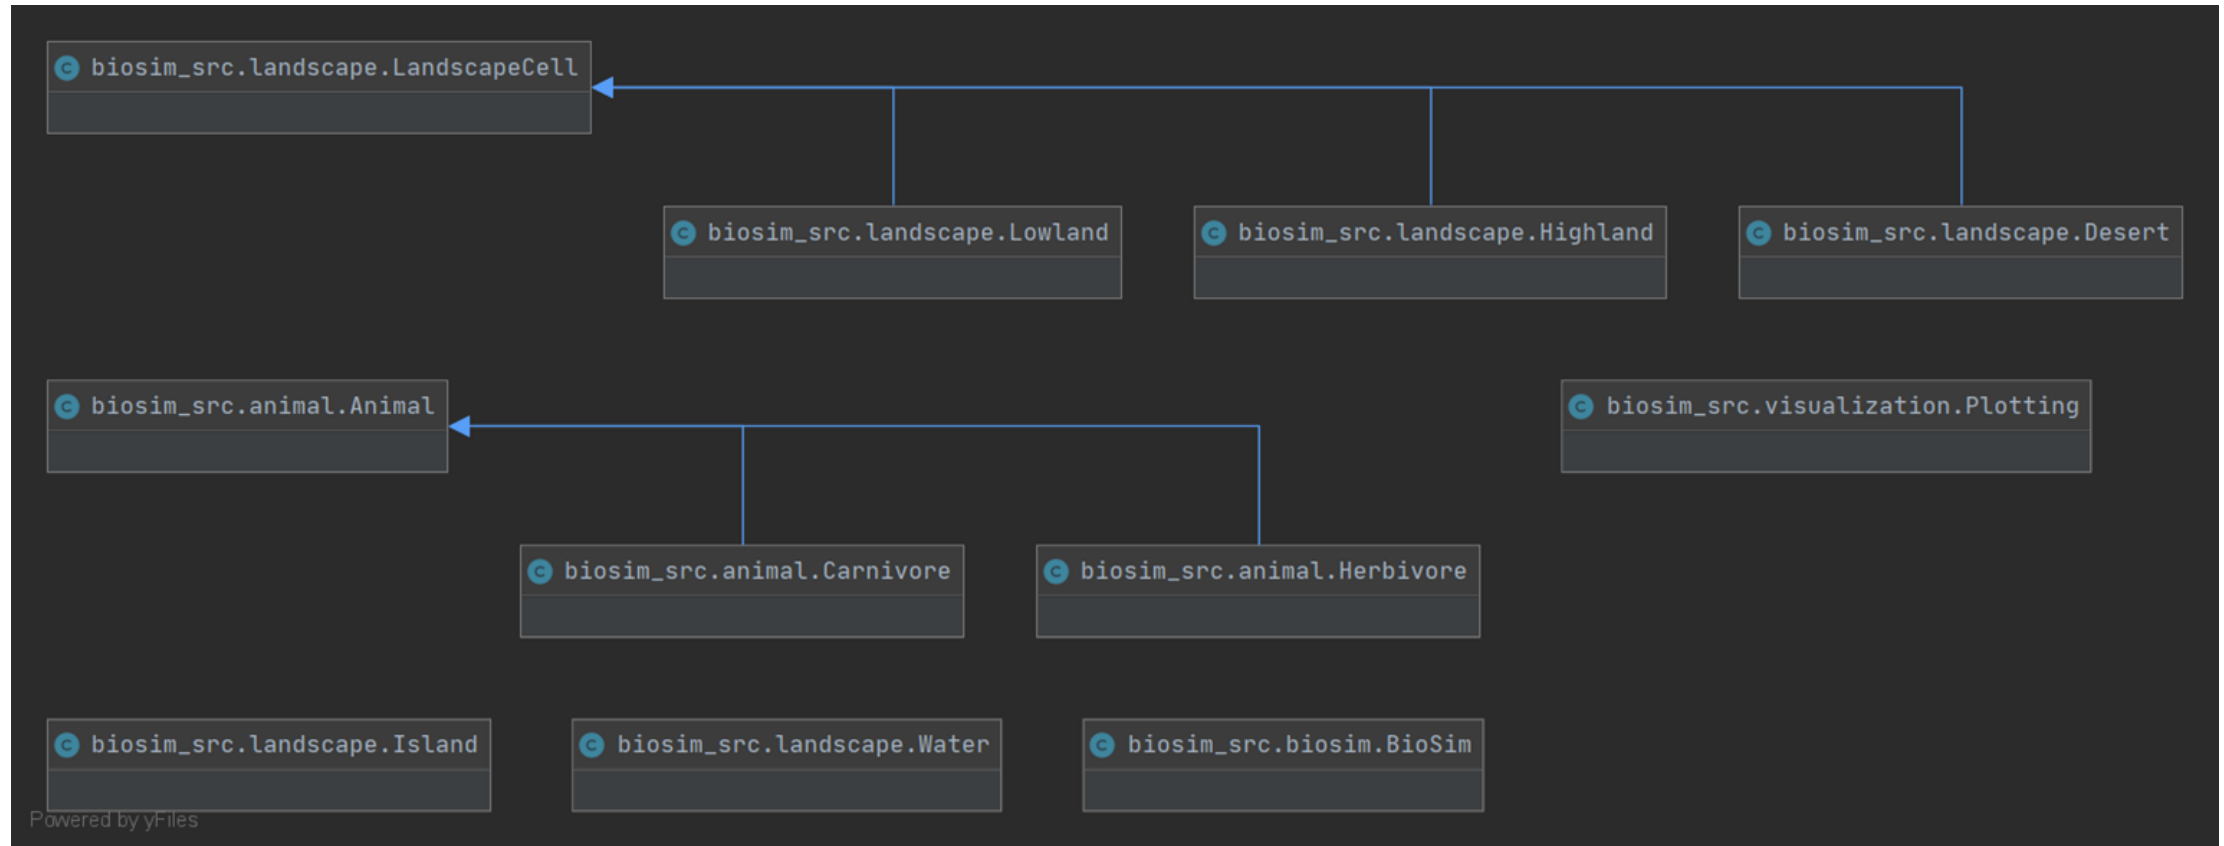 C biosim_src.landscape.LandscapeCell
C biosim_src.landscape.Lowland
C biosim_src.landscape.Highland
C biosim_src.landscape.Desert
C biosim_src.animal.Animal
C biosim_src.visualization.Plotting
C biosim_src.animal.Carnivore
C biosim_src.animal.Herbivore
C biosim_src.landscape.Island
C biosim_src.landscape.Water
C biosim_src.biosim.BioSim
Powered by yFiles